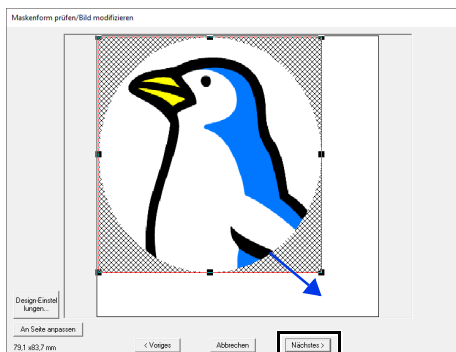 Maskenform prüfen/Bild modifizieren
Design-Einstel
lungen...
An Seite anpassen
79,1 x83,7 mm
< Voriges
Abbrechen
Nächstes >